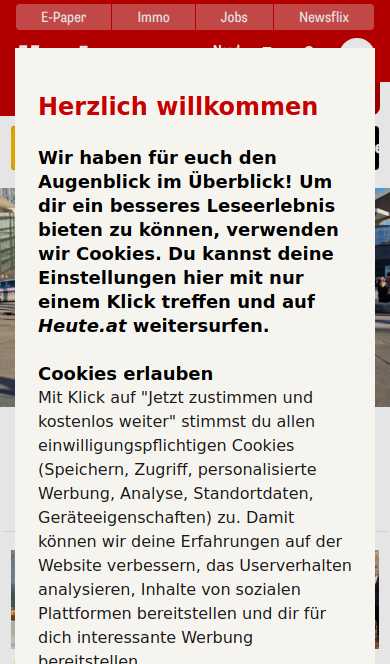 E-Paper Immo Jobs Newsflix
Herzlich willkommen
Wir haben für euch den
Augenblick im Überblick! Um
dir ein besseres Leseerlebnis
bieten zu können, verwenden
wir Cookies. Du kannst deine
Einstellungen hier mit nur
einem Klick treffen und auf
Heute.at weitersurfen.
Cookies erlauben
Mit Klick auf "Jetzt zustimmen und
kostenlos weiter" stimmst du allen
einwilligungspflichtigen Cookies
(Speichern, Zugriff, personalisierte
Werbung, Analyse, Standortdaten,
Geräteeigenschaften) zu. Damit
können wir deine Erfahrungen auf der
Website verbessern, das Userverhalten
analysieren, Inhalte von sozialen
Plattformen bereitstellen und dir für
dich interessante Werbung
bereitstellen